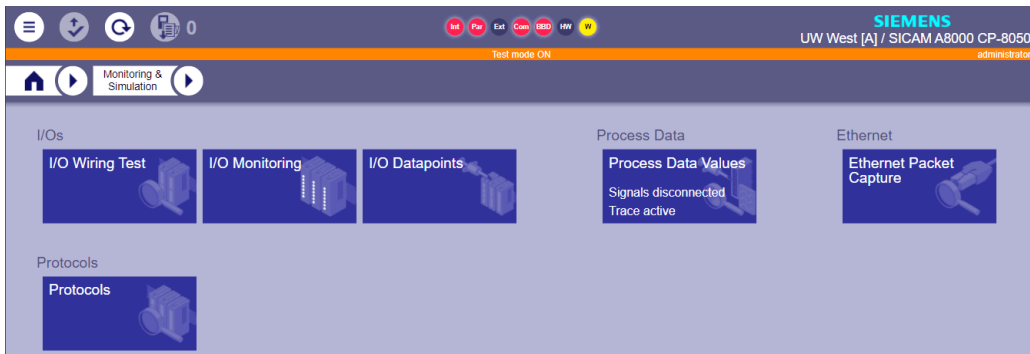 0
Int Par Ext Com BBD HW W
SIEMENS
UW West [A] / SICAM A8000 CP-8050
Test mode ON
administrator
Monitoring &
Simulation
I/Os
I/O Wiring Test
I/O Monitoring
I/O Datapoints
Process Data
Process Data Values
Signals disconnected
Trace active
Ethernet
Ethernet Packet
Capture
Protocols
Protocols